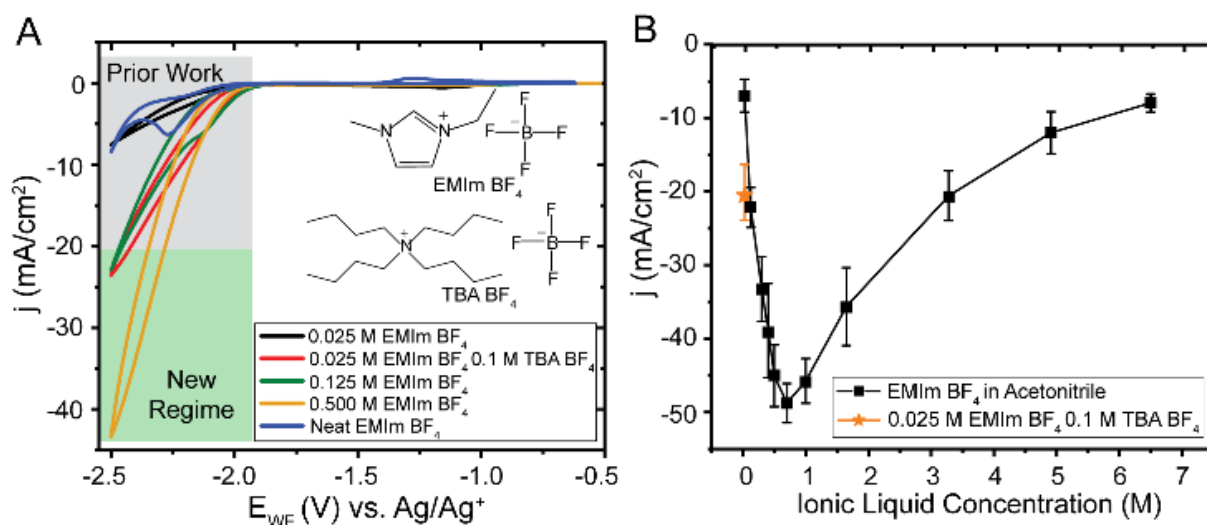 A
Prior Work
New
Regime
j (mA/cm²)
0
-10
-20
-30
-40
-2.5
-2.0
-1.5
-1.0
-0.5
E_WE (V) vs. Ag/Ag⁺
N
+
N
F
F
B
−
F
F
EMIm BF₄
+
N
F
F
B
−
F
F
TBA BF₄
0.025 M EMIm BF₄
0.025 M EMIm BF₄ 0.1 M TBA BF₄
0.125 M EMIm BF₄
0.500 M EMIm BF₄
Neat EMIm BF₄
B
j (mA/cm²)
0
-10
-20
-30
-40
-50
0
1
2
3
4
5
6
7
Ionic Liquid Concentration (M)
EMIm BF₄ in Acetonitrile
0.025 M EMIm BF₄ 0.1 M TBA BF₄